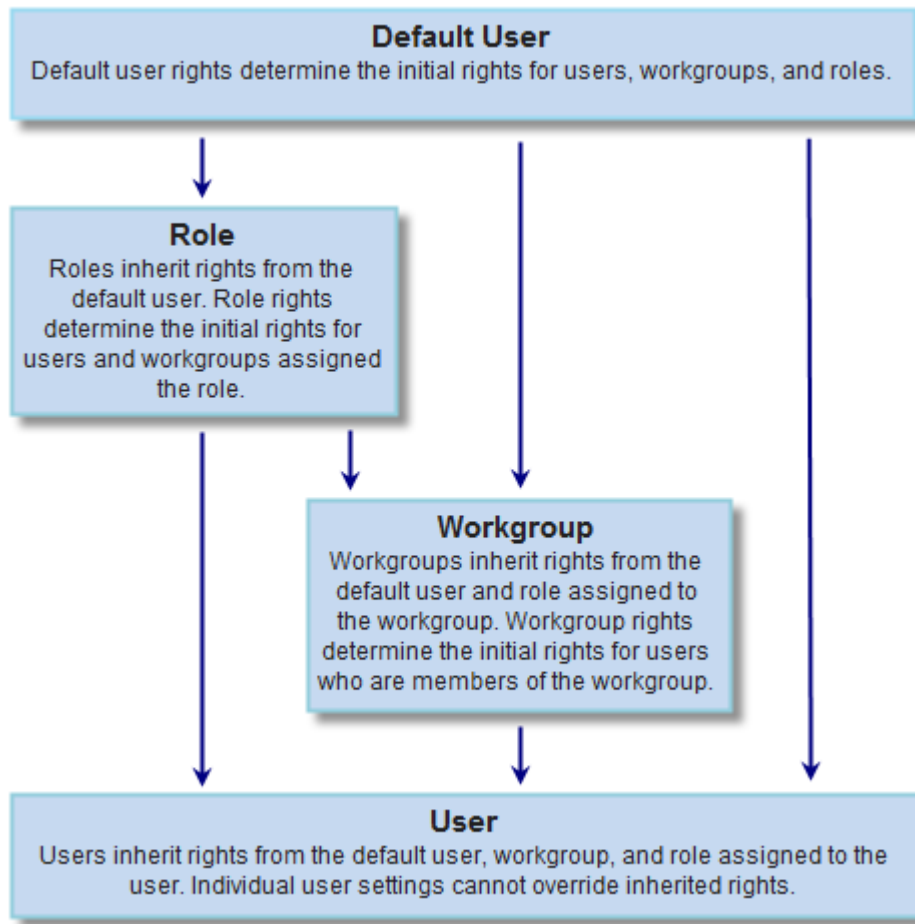 Default User
Default user rights determine the initial rights for users, workgroups, and roles.
Role
Roles inherit rights from the
default user. Role rights
determine the initial rights for
users and workgroups assigned
the role.
Workgroup
Workgroups inherit rights from the
default user and role assigned to
the workgroup. Workgroup rights
determine the initial rights for users
who are members of the workgroup.
User
Users inherit rights from the default user, workgroup, and role assigned to the
user. Individual user settings cannot override inherited rights.